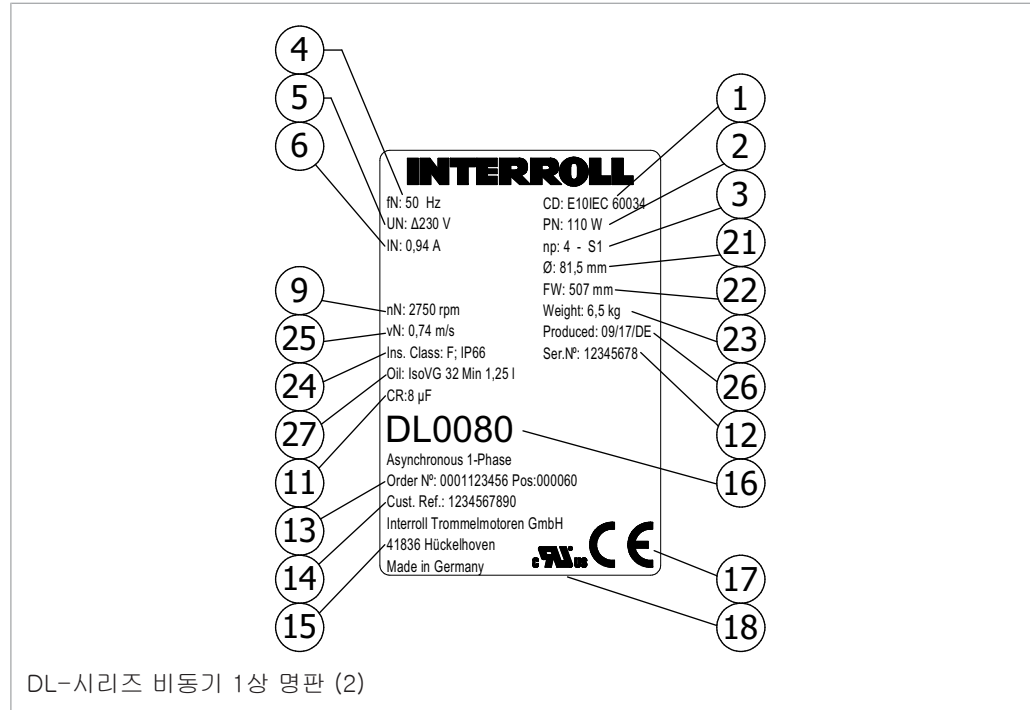 4
5
6
9
25
24
27
11
13
14
15
INTERROLL
fN: 50 Hz
UN: Δ230 V
IN: 0,94 A
nN: 2750 rpm
vN: 0,74 m/s
Ins. Class: F; IP66
Oil: IsoVG 32 Min 1,25 l
CR:8 µF
CD: E10IEC 60034
PN: 110 W
np: 4 - S1
Ø: 81,5 mm
FW: 507 mm
Weight: 6,5 kg
Produced: 09/17/DE
Ser.Nº: 12345678
DL0080
Asynchronous 1-Phase
Order Nº: 0001123456 Pos:000060
Cust. Ref.: 1234567890
Interroll Trommelmotoren GmbH
41836 Hückelhoven
Made in Germany
c RU us CE
1
2
3
21
22
23
26
12
16
17
18
DL-시리즈 비동기 1상 명판 (2)